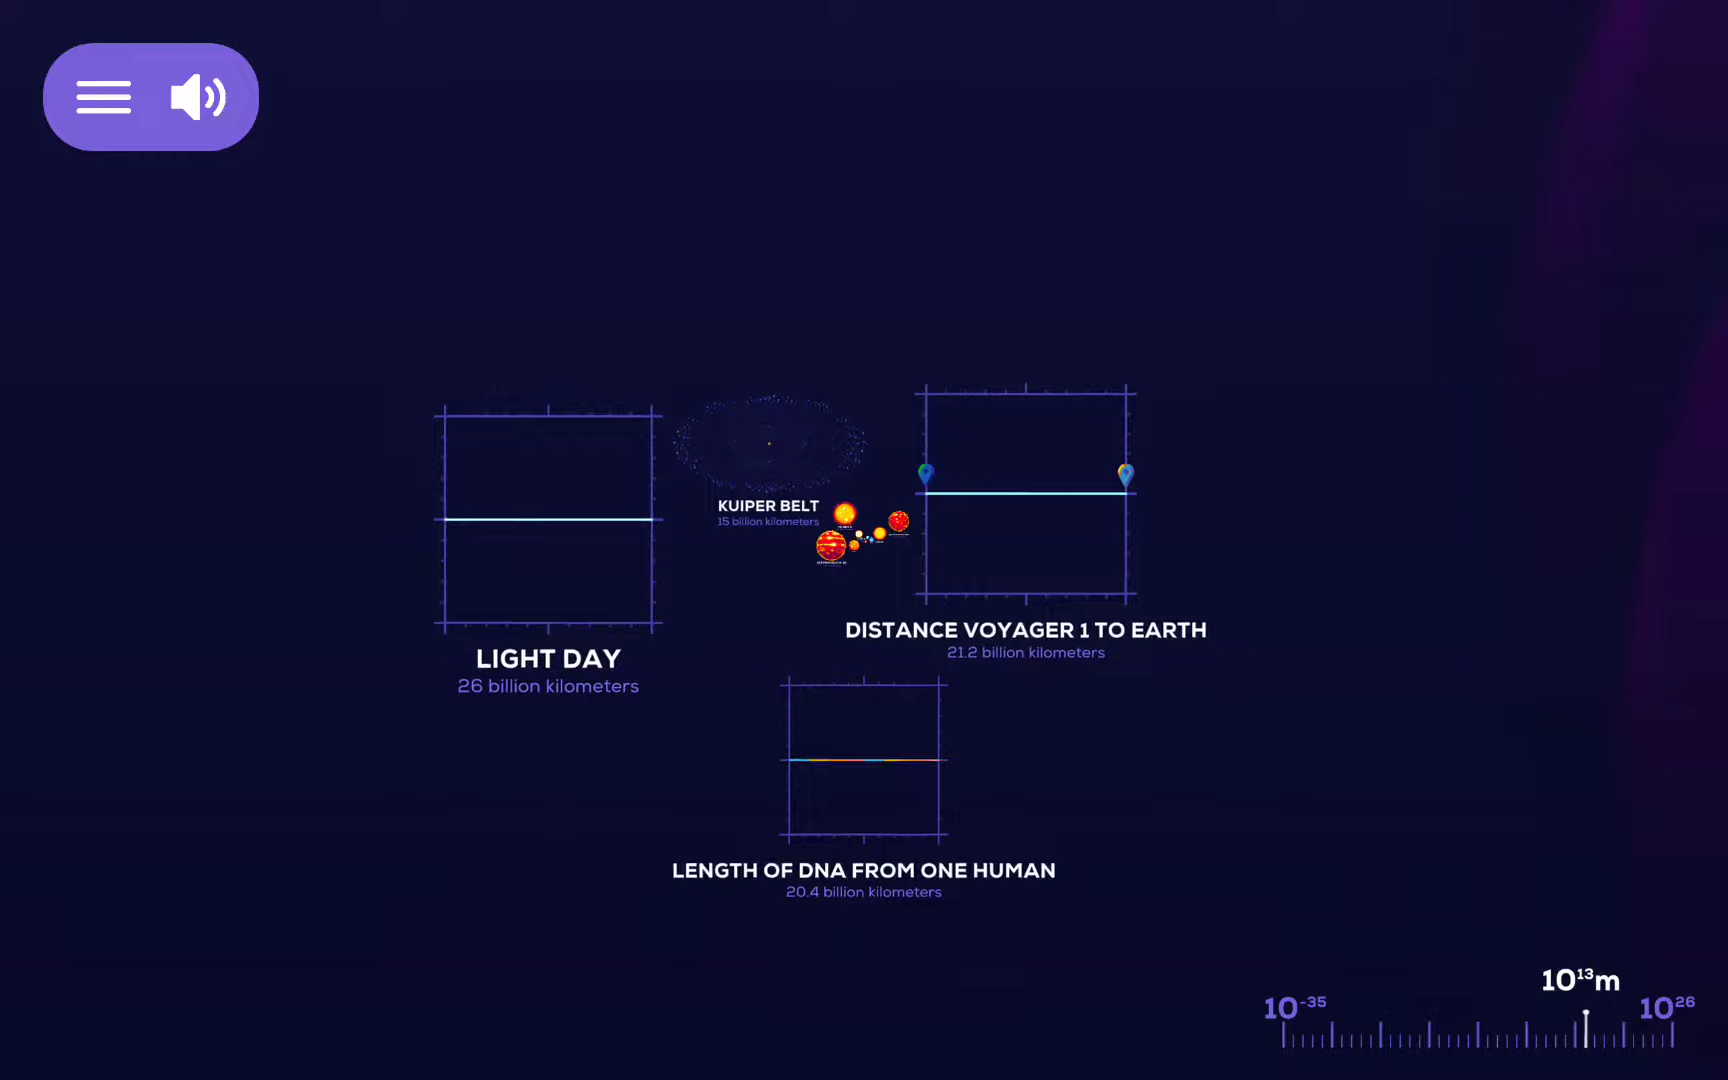 KUIPER BELT
15 billion kilometers
LIGHT DAY
26 billion kilometers
DISTANCE VOYAGER 1 TO EARTH
21.2 billion kilometers
LENGTH OF DNA FROM ONE HUMAN
20.4 billion kilometers
10¹³m
10⁻³⁵
10²⁶